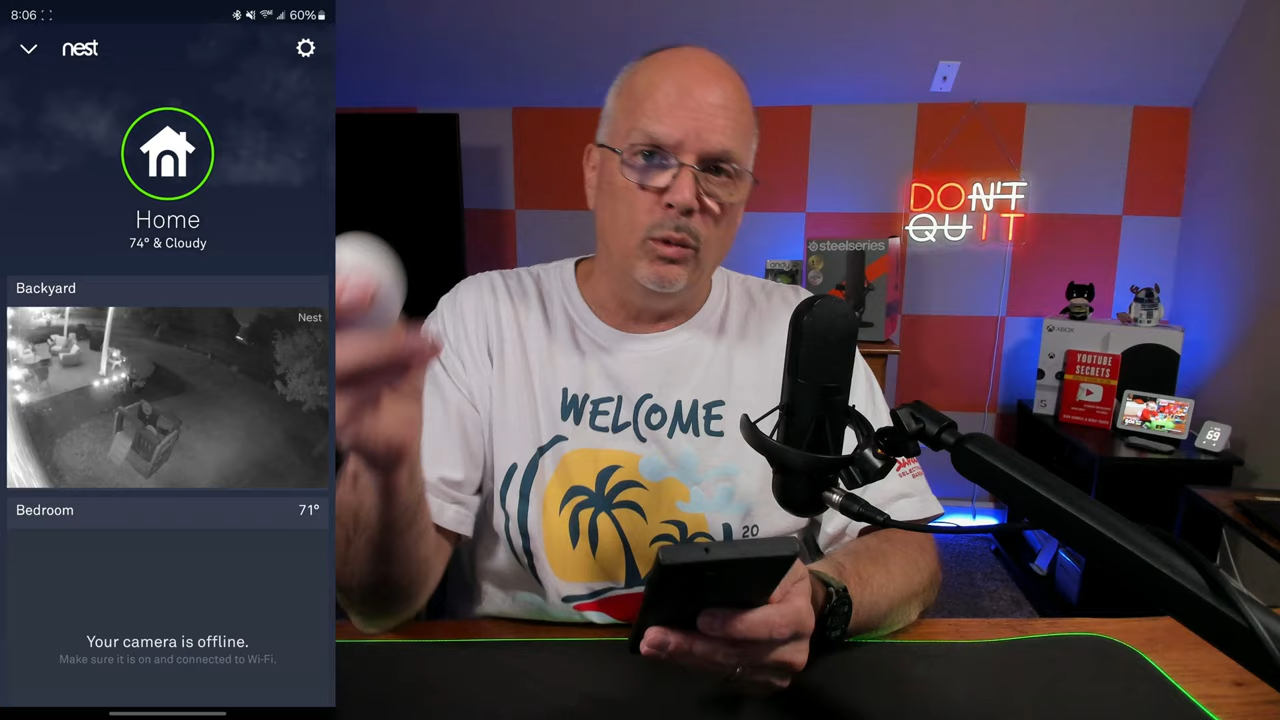 8:06
60%
nest
Home
74° & Cloudy
Backyard
Nest
Bedroom
71°
Your camera is offline.
Make sure it is on and connected to Wi-Fi.
steelseries
DON'T
QUIT
XBOX
YOUTUBE
SECRETS
S
69
WELCOME
20